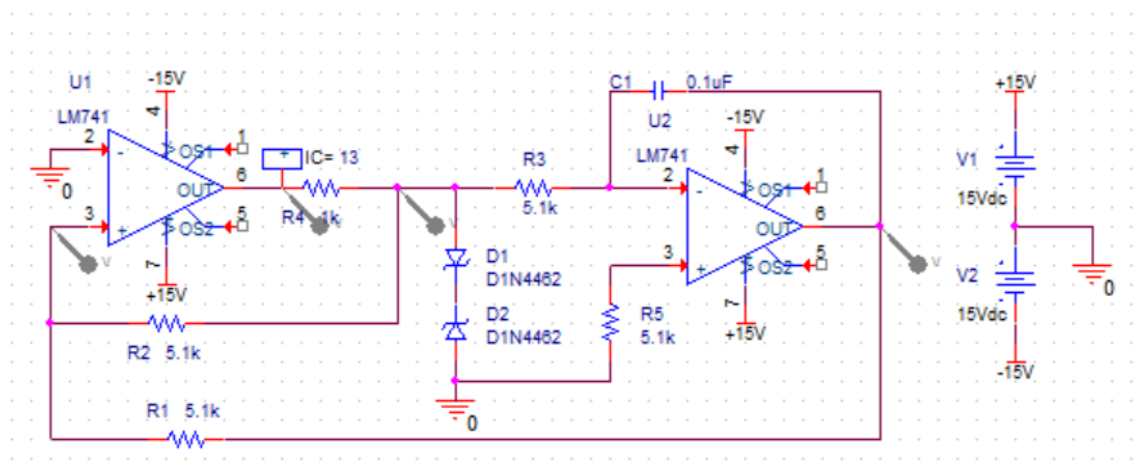 U1
-15V
LM741
4
2
-
V-
OS1
1
OUT
6
3
+
V+
OS2
5
7
+15V
0
+
IC= 13
R4 1k
V
V
V
R2 5.1k
R1 5.1k
R3
5.1k
D1
D1N4462
D2
D1N4462
0
C1 0.1uF
U2
-15V
LM741
4
2
-
OS1
1
OUT
6
3
+
OS2
5
7
+15V
R5
5.1k
V
+15V
V1
15Vdc
V2
15Vdc
0
-15V